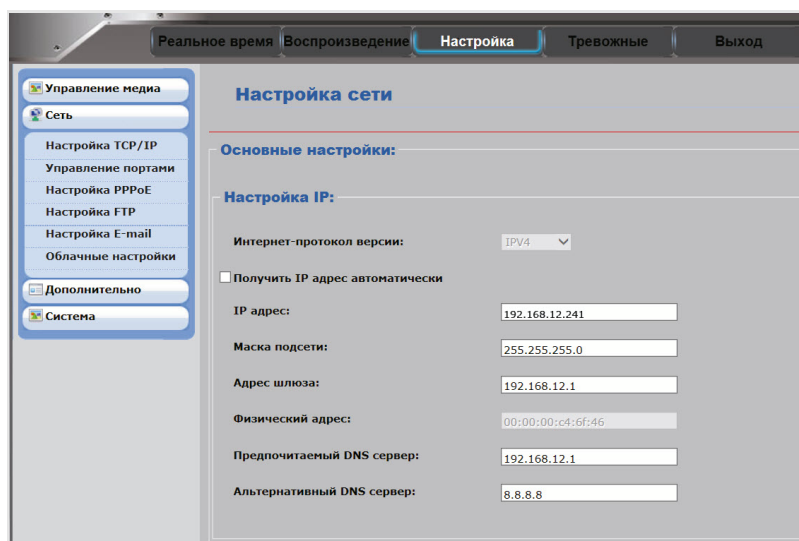 Реальное время Воспроизведение Настройка Тревожные Выход
Управление медиа
Сеть
Настройка TCP/IP
Управление портами
Настройка PPPoE
Настройка FTP
Настройка E-mail
Облачные настройки
Дополнительно
Система
Настройка сети
Основные настройки:
Настройка IP:
Интернет-протокол версии: IPV4
Получить IP адрес автоматически
IP адрес: 192.168.12.241
Маска подсети: 255.255.255.0
Адрес шлюза: 192.168.12.1
Физический адрес: 00:00:00:c4:6f:46
Предпочитаемый DNS сервер: 192.168.12.1
Альтернативный DNS сервер: 8.8.8.8